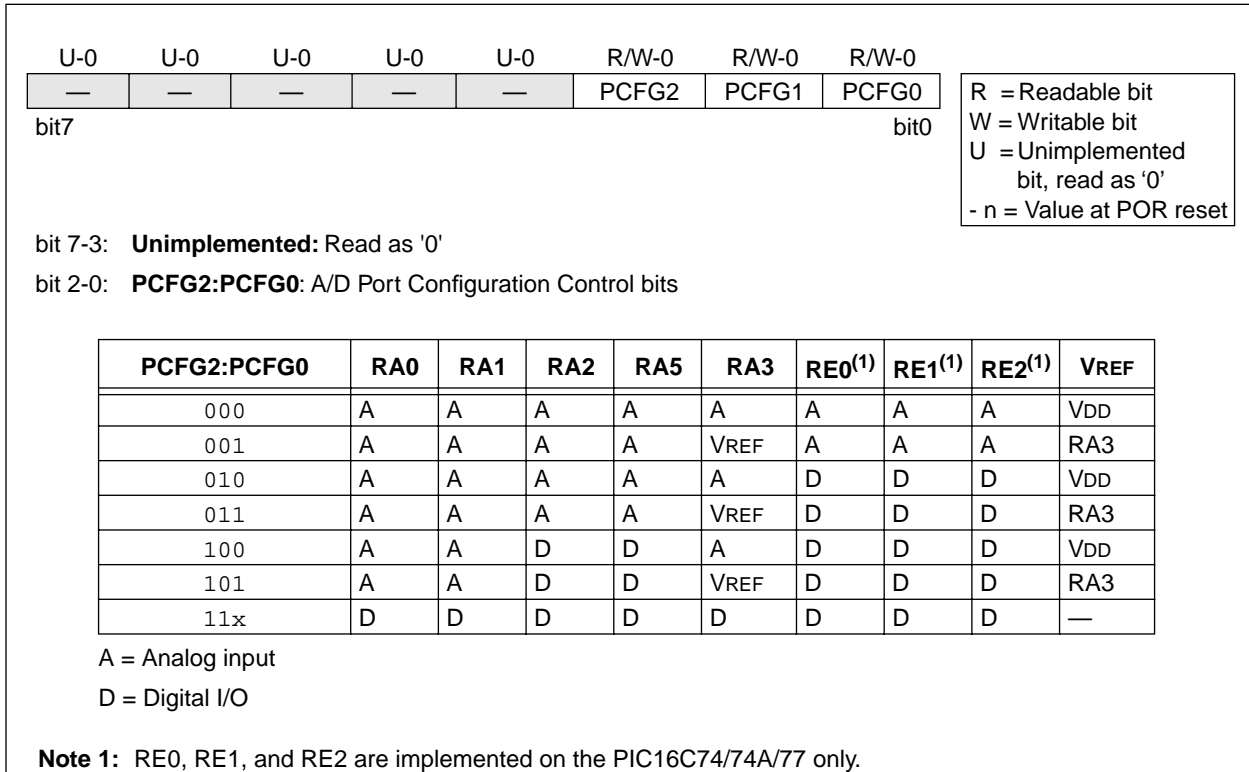 U-0 U-0 U-0 U-0 U-0 R/W-0 R/W-0 R/W-0
— — — — — PCFG2 PCFG1 PCFG0
bit7 bit0
R = Readable bit
W = Writable bit
U = Unimplemented
bit, read as ‘0’
- n = Value at POR reset
bit 7-3: Unimplemented: Read as '0'
bit 2-0: PCFG2:PCFG0: A/D Port Configuration Control bits
PCFG2:PCFG0 RA0 RA1 RA2 RA5 RA3 RE0(1) RE1(1) RE2(1) VREF
000 A A A A A A A A VDD
001 A A A A VREF A A A RA3
010 A A A A A D D D VDD
011 A A A A VREF D D D RA3
100 A A D D A D D D VDD
101 A A D D VREF D D D RA3
11x D D D D D D D D —
A = Analog input
D = Digital I/O
Note 1: RE0, RE1, and RE2 are implemented on the PIC16C74/74A/77 only.